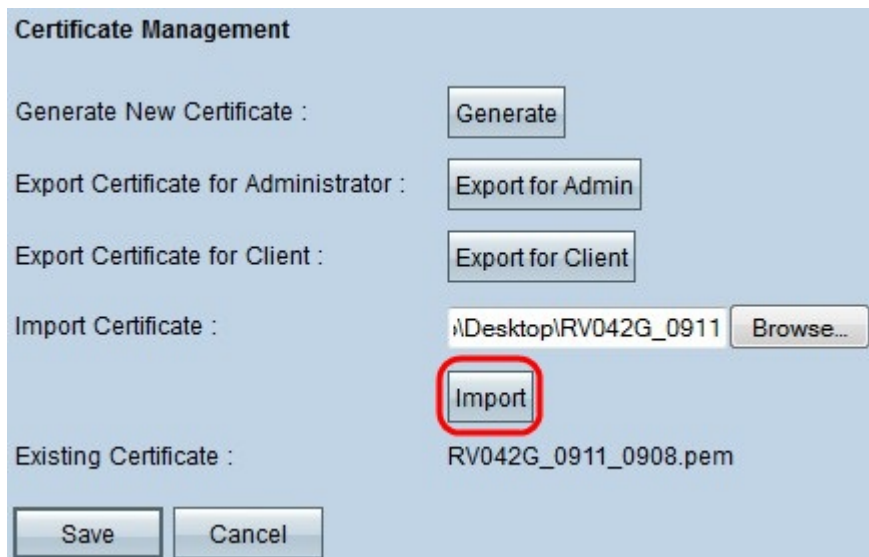 Certificate Management
Generate New Certificate : Generate
Export Certificate for Administrator : Export for Admin
Export Certificate for Client : Export for Client
Import Certificate : \Desktop\RV042G_0911 Browse...
Import
Existing Certificate : RV042G_0911_0908.pem
Save Cancel